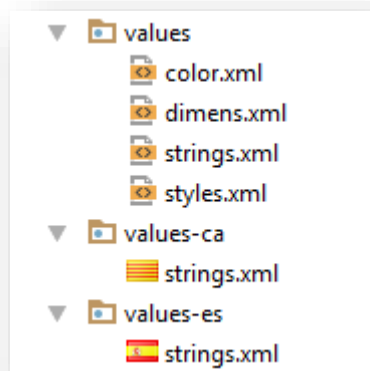 values
color.xml
dimens.xml
strings.xml
styles.xml
values-ca
strings.xml
values-es
strings.xml